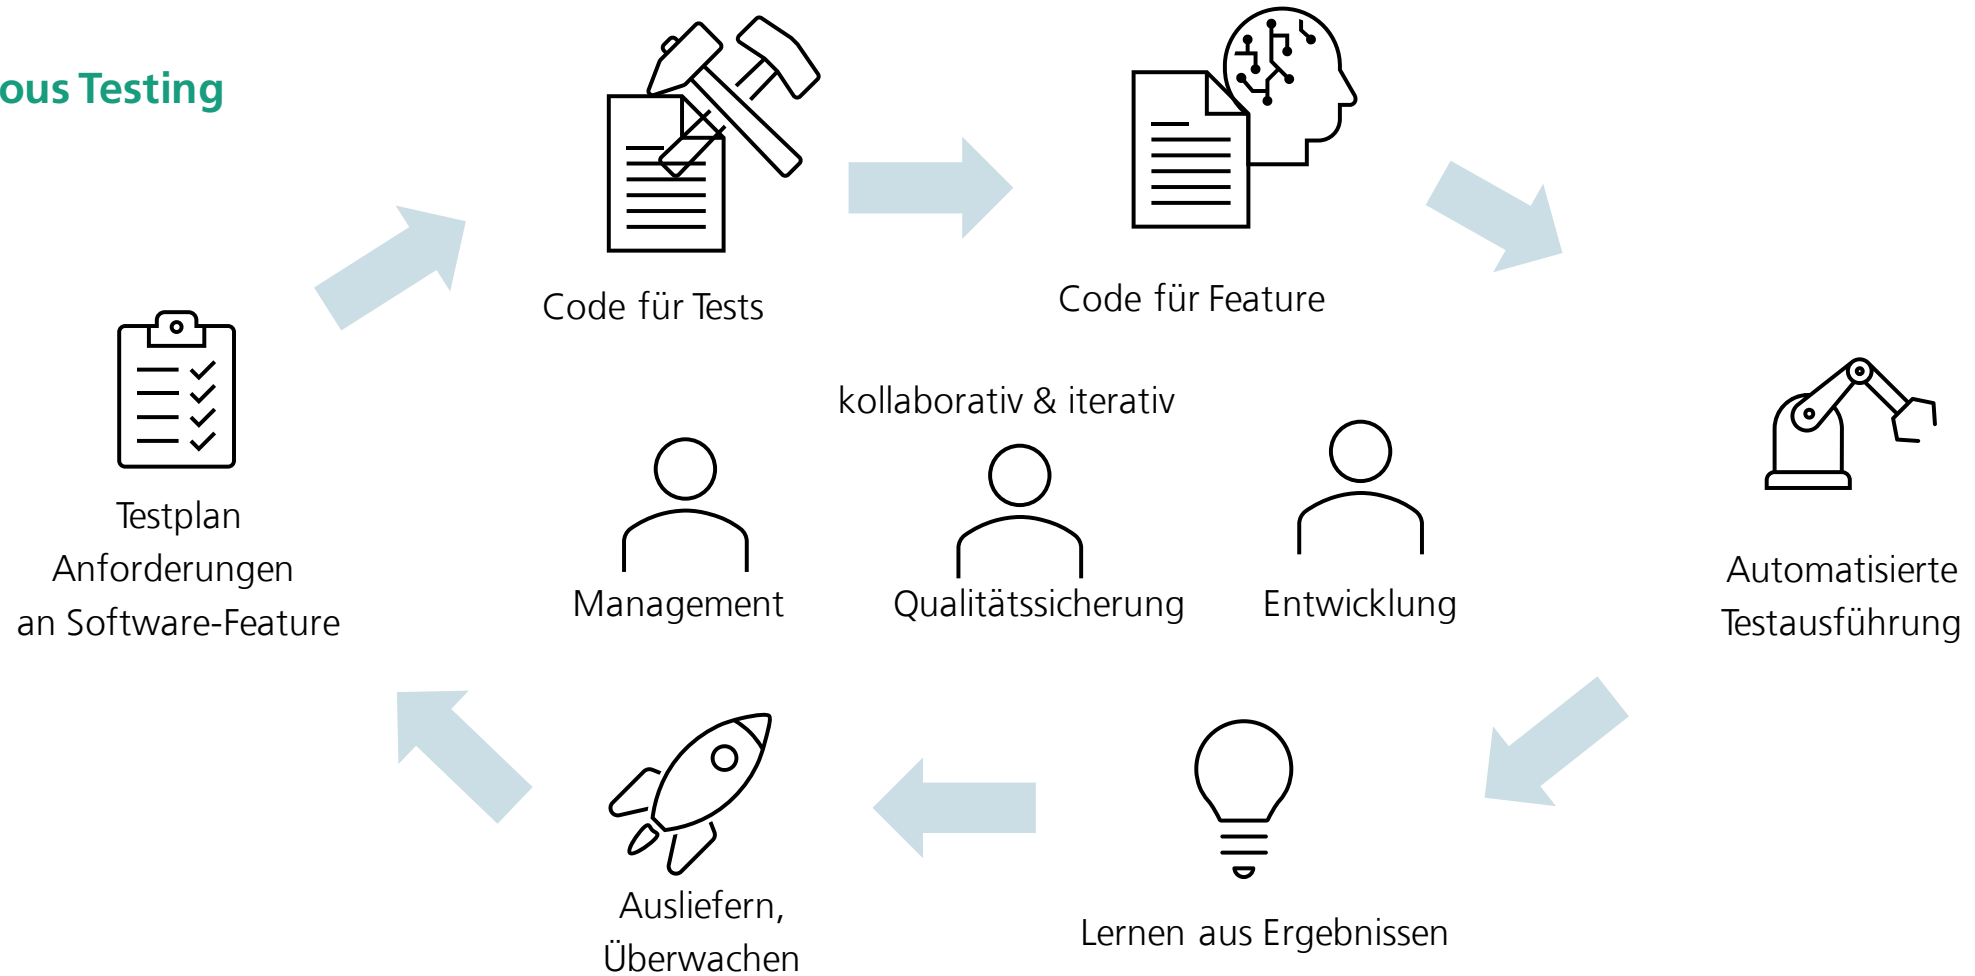 ous Testing
Code für Tests
Code für Feature
kollaborativ & iterativ
Testplan
Anforderungen
an Software-Feature
Management
Qualitätssicherung
Entwicklung
Automatisierte
Testausführung
Ausliefern,
Überwachen
Lernen aus Ergebnissen